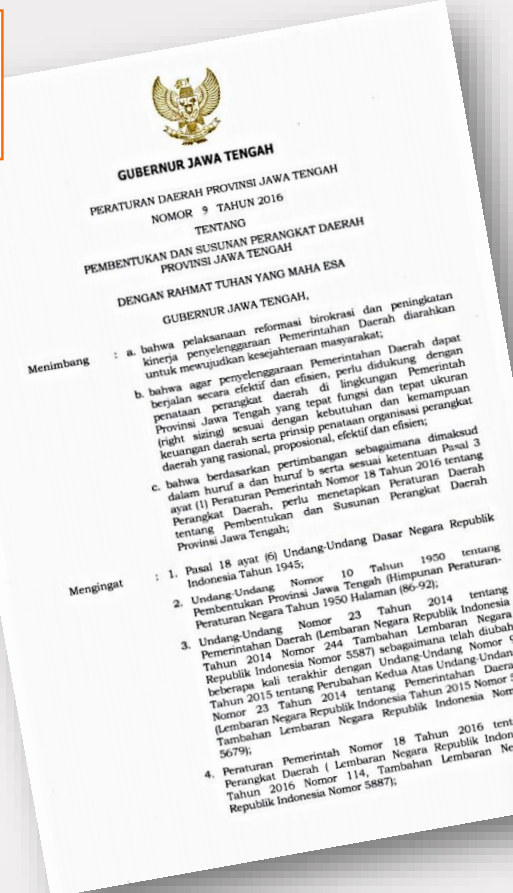 GUBERNUR JAWA TENGAH
PERATURAN DAERAH PROVINSI JAWA TENGAH
NOMOR 9 TAHUN 2016
TENTANG
PEMBENTUKAN DAN SUSUNAN PERANGKAT DAERAH
PROVINSI JAWA TENGAH
DENGAN RAHMAT TUHAN YANG MAHA ESA
GUBERNUR JAWA TENGAH,
Menimbang : a. bahwa pelaksanaan reformasi birokrasi dan peningkatan
kinerja penyelenggaraan Pemerintahan Daerah diarahkan
untuk mewujudkan kesejahteraan masyarakat;
b. bahwa agar penyelenggaraan Pemerintahan Daerah dapat
berjalan secara efektif dan efisien, perlu didukung dengan
penataan perangkat daerah di lingkungan Pemerintah
Provinsi Jawa Tengah yang tepat fungsi dan tepat ukuran
(right sizing) sesuai dengan kebutuhan dan kemampuan
keuangan daerah serta prinsip penataan organisasi perangkat
daerah yang rasional, proposional, efektif dan efisien;
c. bahwa berdasarkan pertimbangan sebagaimana dimaksud
dalam huruf a dan huruf b serta sesuai ketentuan Pasal 3
ayat (1) Peraturan Pemerintah Nomor 18 Tahun 2016 tentang
Perangkat Daerah, perlu menetapkan Peraturan Daerah
tentang Pembentukan dan Susunan Perangkat Daerah
Provinsi Jawa Tengah;
Mengingat : 1. Pasal 18 ayat (6) Undang-Undang Dasar Negara Republik
Indonesia Tahun 1945;
2. Undang-Undang Nomor 10 Tahun 1950 tentang
Pembentukan Provinsi Jawa Tengah (Himpunan Peraturan-
Peraturan Negara Tahun 1950 Halaman (86-92);
3. Undang-Undang Nomor 23 Tahun 2014 tentang
Pemerintahan Daerah (Lembaran Negara Republik Indonesia
Tahun 2014 Nomor 244 Tambahan Lembaran Negara
Republik Indonesia Nomor 5587) sebagaimana telah diubah
beberapa kali terakhir dengan Undang-Undang Nomor 9
Tahun 2015 tentang Perubahan Kedua Atas Undang-Undan
Nomor 23 Tahun 2014 tentang Pemerintahan Daera
(Lembaran Negara Republik Indonesia Tahun 2015 Nomor 5
Tambahan Lembaran Negara Republik Indonesia Nom
5679);
4. Peraturan Pemerintah Nomor 18 Tahun 2016 tenta
Perangkat Daerah ( Lembaran Negara Republik Indon
Tahun 2016 Nomor 114, Tambahan Lembaran Ne
Republik Indonesia Nomor 5887);